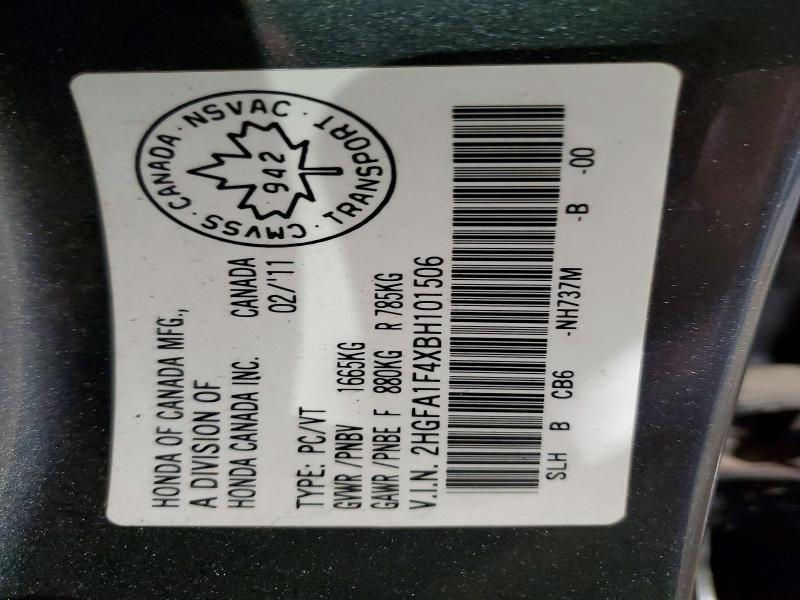 HONDA OF CANADA MFG.,
A DIVISION OF
HONDA CANADA INC. CANADA
02/'11
CANADA · NSVAC · TRANSPORT · CMVSS ·
942
TYPE: PC/VT
GVWR /PNBV 1665KG
GAWR /PNBE F 880KG R 785KG
V.I.N. 2HGFA1F4XBH101506
SLH B CB6 -NH737M -B -00